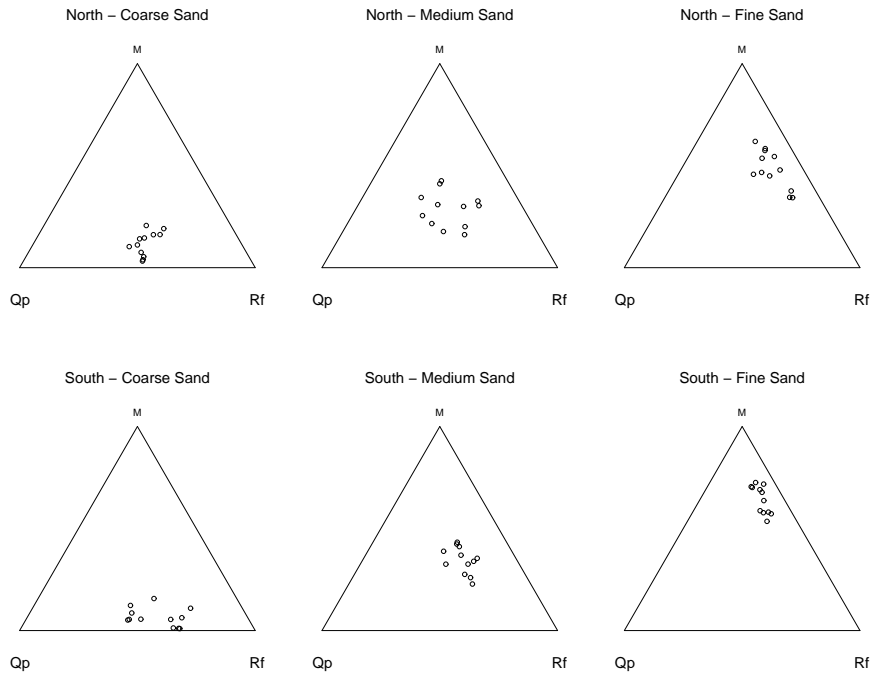 North − Coarse Sand
North − Medium Sand
North − Fine Sand
M
M
M
Qp
Rf
Qp
Rf
Qp
Rf
South − Coarse Sand
South − Medium Sand
South − Fine Sand
M
M
M
Qp
Rf
Qp
Rf
Qp
Rf